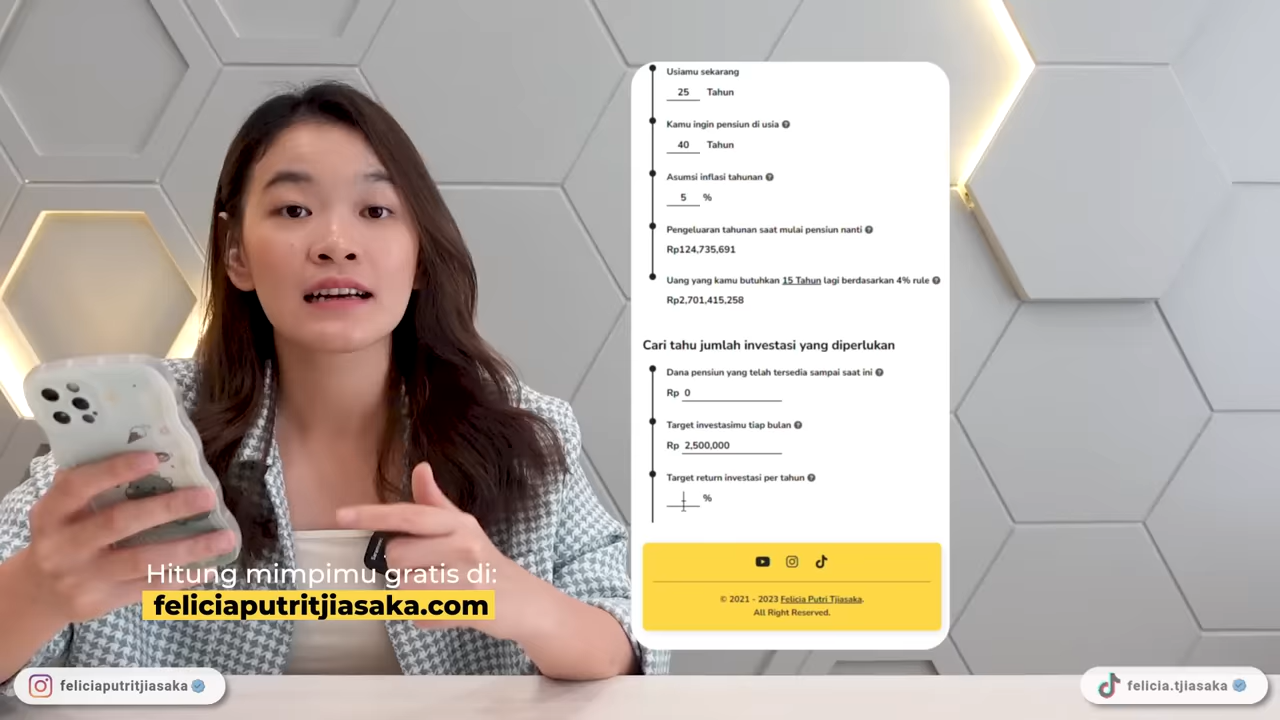 Usiamu sekarang
25 Tahun
Kamu ingin pensiun di usia
40 Tahun
Asumsi inflasi tahunan
5 %
Pengeluaran tahunan saat mulai pensiun nanti
Rp124,735,691
Uang yang kamu butuhkan 15 Tahun lagi berdasarkan 4% rule
Rp2,701,415,258
Cari tahu jumlah investasi yang diperlukan
Dana pensiun yang telah tersedia sampai saat ini
Rp 0
Target investasimu tiap bulan
Rp 2,500,000
Target return investasi per tahun
%
© 2021 - 2023 Felicia Putri Tjiasaka.
All Right Reserved.
Hitung mimpimu gratis di:
feliciaputritjiasaka.com
feliciaputritjiasaka
felicia.tjiasaka